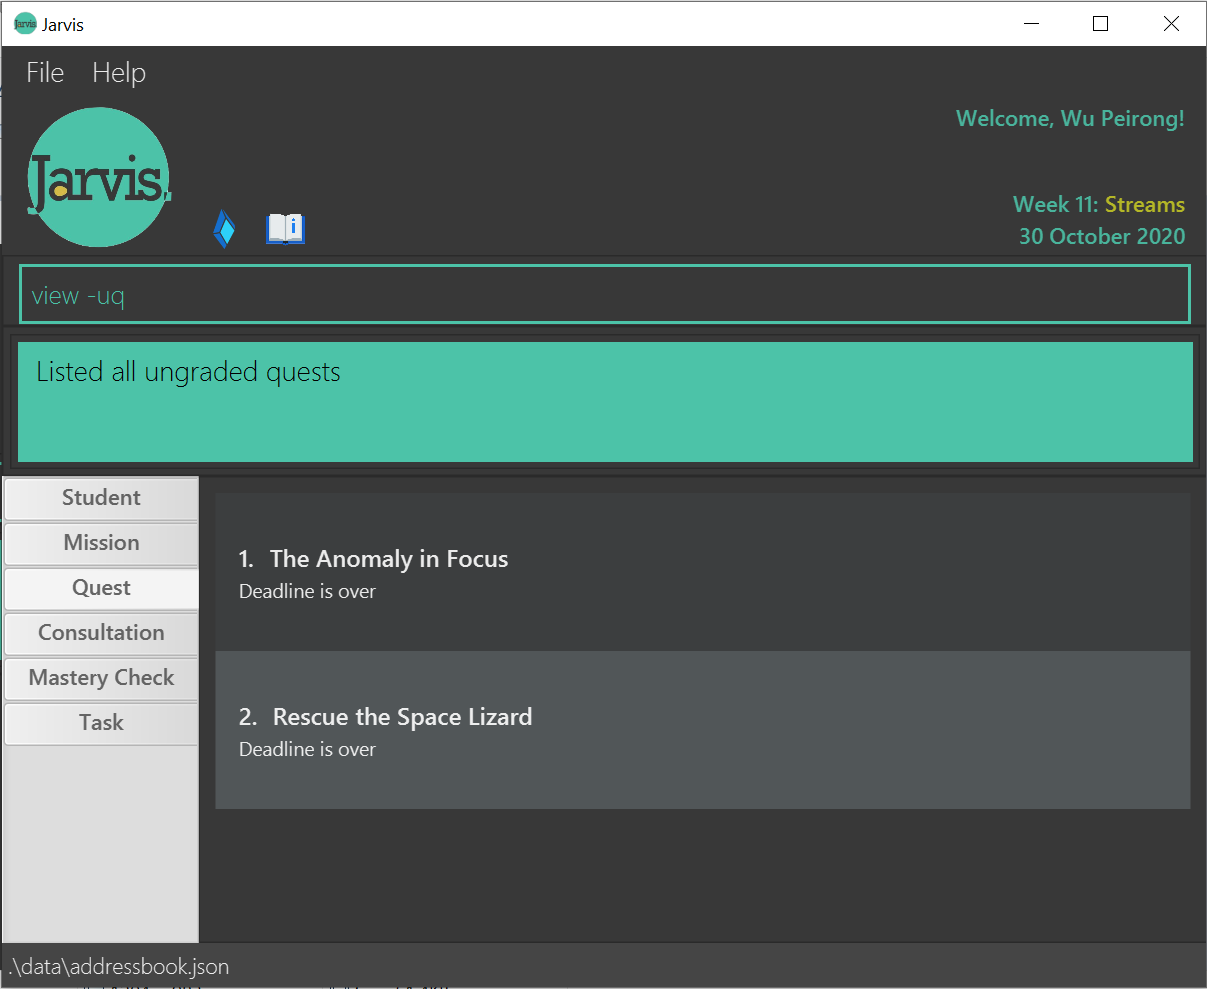 Jarvis
Jarvis
File Help
Welcome, Wu Peirong!
Jarvis.
Week 11: Streams
30 October 2020
view -uq
Listed all ungraded quests
Student
Mission
Quest
Consultation
Mastery Check
Task
1. The Anomaly in Focus
Deadline is over
2. Rescue the Space Lizard
Deadline is over
.\data\addressbook.json